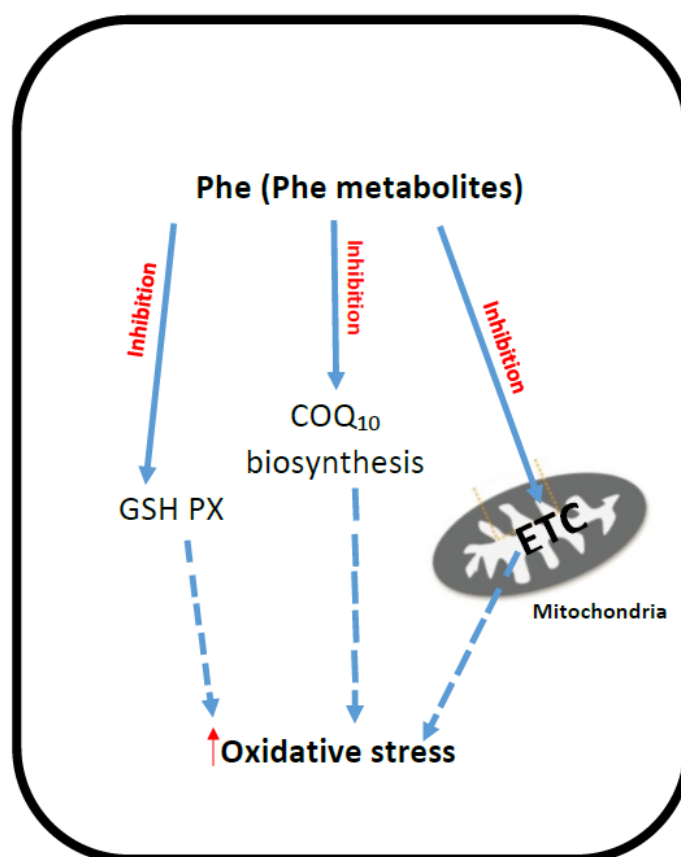 Phe (Phe metabolites)
Inhibition
Inhibition
Inhibition
COQ₁₀
biosynthesis
GSH PX
ETC
Mitochondria
Oxidative stress